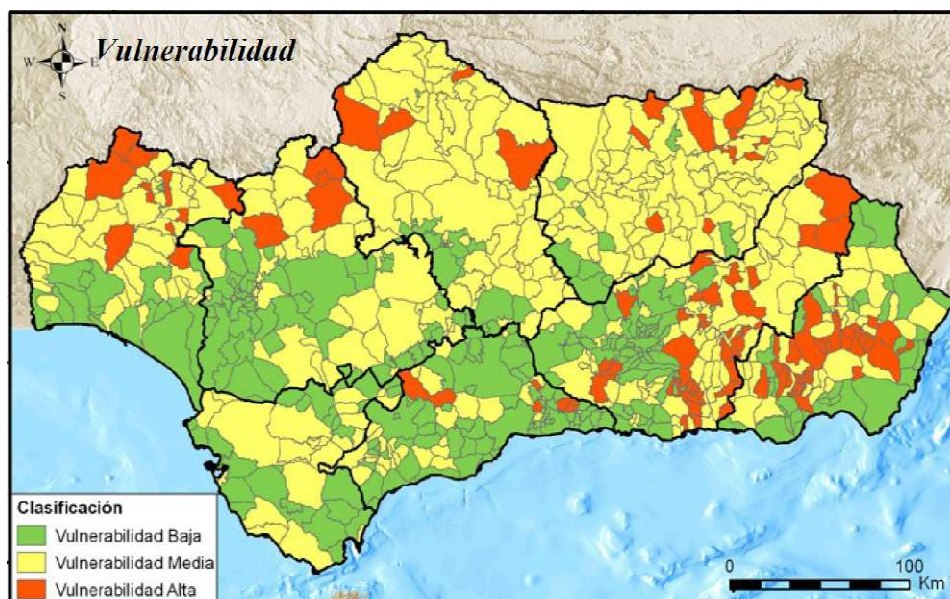 N
W E
S
Vulnerabilidad
Clasificación
Vulnerabilidad Baja
Vulnerabilidad Media
Vulnerabilidad Alta
0 100
Km